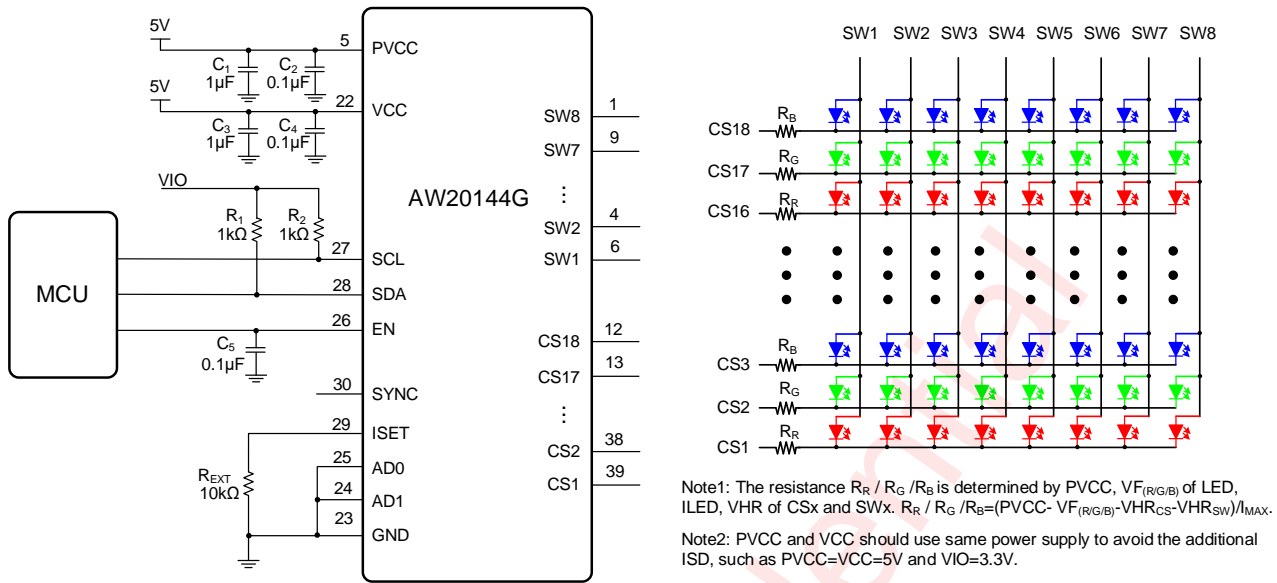 5V
5
PVCC
C1
1µF
C2
0.1µF
5V
22
VCC
C3
1µF
C4
0.1µF
VIO
R1
1kΩ
R2
1kΩ
MCU
27
SCL
28
SDA
26
EN
C5
0.1µF
30
SYNC
29
ISET
25
AD0
REXT
10kΩ
24
AD1
23
GND
AW20144G
SW8
1
SW7
9
⋮
SW2
4
SW1
6
CS18
12
CS17
13
⋮
CS2
38
CS1
39
SW1 SW2 SW3 SW4 SW5 SW6 SW7 SW8
CS18 RB
CS17 RG
CS16 RR
CS3 RB
CS2 RG
CS1 RR
Note1: The resistance RR / RG /RB is determined by PVCC, VF(R/G/B) of LED,
ILED, VHR of CSx and SWx. RR / RG /RB=(PVCC- VF(R/G/B)-VHRCS-VHRSW)/IMAX.
Note2: PVCC and VCC should use same power supply to avoid the additional
ISD, such as PVCC=VCC=5V and VIO=3.3V.